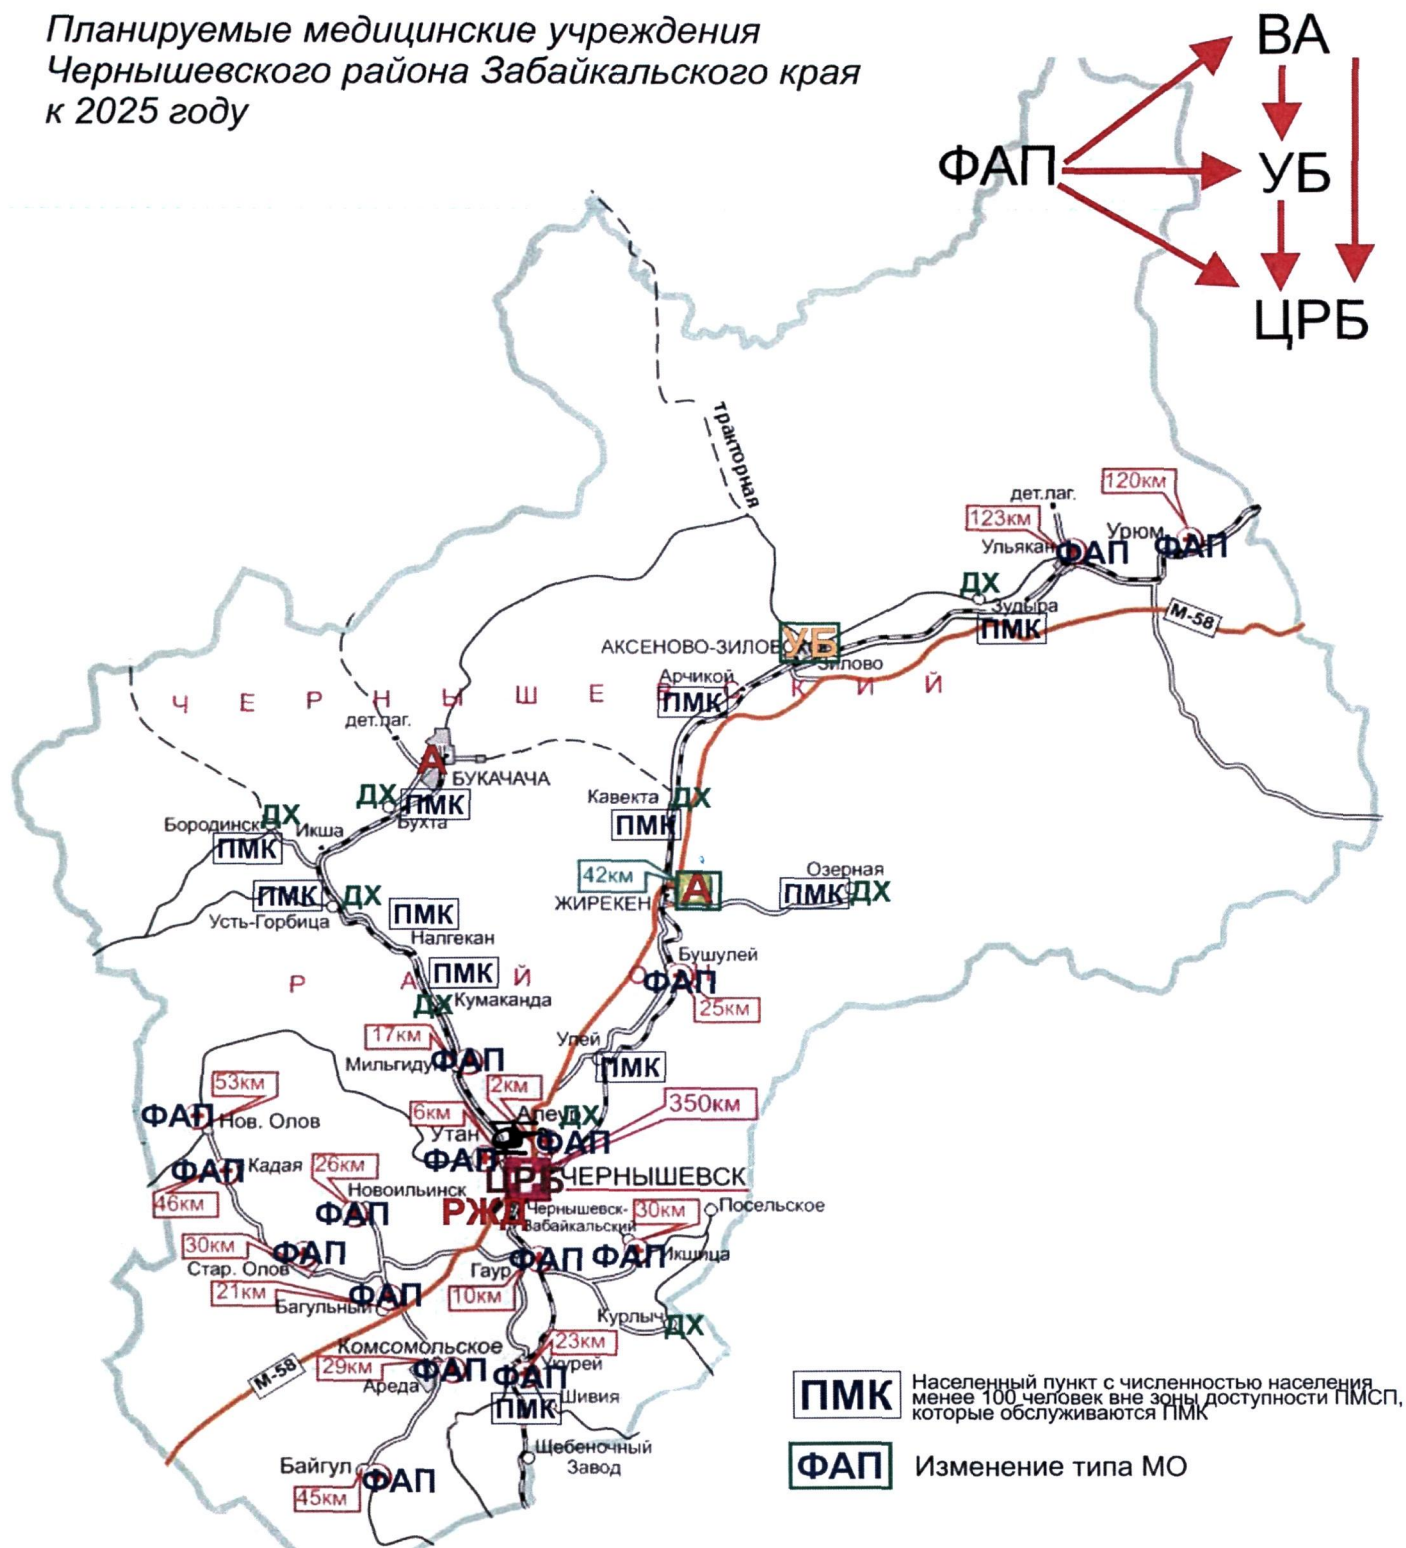 Планируемые медицинские учреждения
Чернышевского района Забайкальского края
к 2025 году
ВА
ФАП
УБ
ЦРБ
тракторная
120км
дет.лаг.
123км
Урюм
Ульякан
ФАП
ФАП
ДХ
Зудыра
М-58
ПМК
УБ
АКСЕНОВО-ЗИЛОВ
Зилово
Арчикой
ПМК
ЧЕРНЫШЕВСКИЙ
дет.лаг.
А
БУКАЧАЧА
ДХ
ПМК
Бухта
Кавекта
ДХ
ПМК
ДХ
Бородинск
Икша
ПМК
42км
А
Озерная
ПМК
ДХ
ЖИРЕКЕН
ПМК
ДХ
Усть-Горбица
ПМК
Налгекан
Бушулей
РАЙОН
ПМК
ФАП
ДХ
Кумаканда
25км
17км
Мильгиду
ФАП
Улей
ПМК
53км
2км
ФАП
Нов. Олов
6км
Алеур
ДХ
350км
Утан
ФАП
ФАП
ФАП
Кадая
26км
ЦРБ
ЧЕРНЫШЕВСК
46км
Новоильинск
ФАП
РЖД
Чернышевск-
Забайкальский
30км
Посельское
30км
ФАП
Стар. Олов
Гаур
ФАП
ФАП
Икшица
21км
ФАП
Багульный
10км
Курлыч
ДХ
Комсомольское
23км
М-58
29км
ФАП
Ареда
ФАП
Укурей
ПМК
Шивия
Щебеночный
Завод
Байгул
ФАП
45км
ПМК
Населенный пункт с численностью населения
менее 100 человек вне зоны доступности ПМСП,
которые обслуживаются ПМК
ФАП
Изменение типа МО